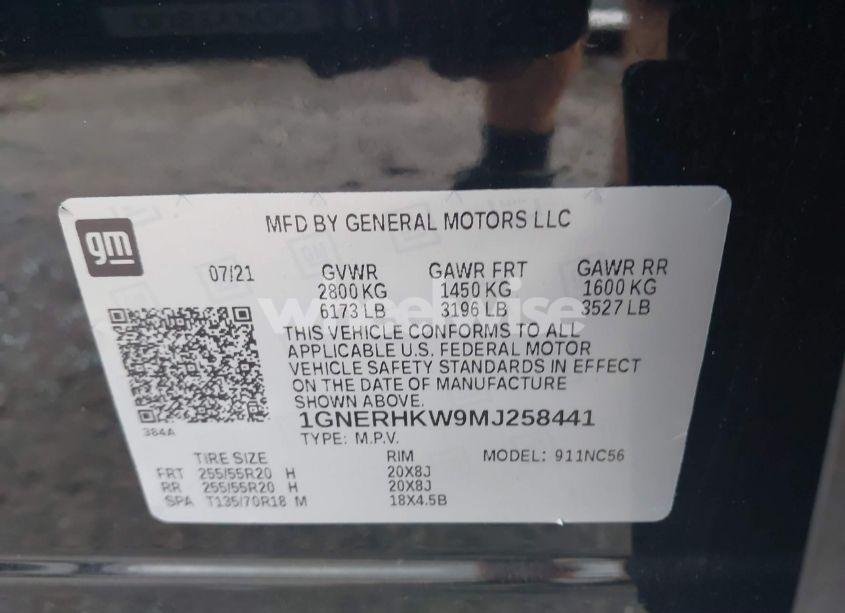 MFD BY GENERAL MOTORS LLC
gm
07/21 GVWR GAWR FRT GAWR RR
2800 KG 1450 KG 1600 KG
6173 LB 3196 LB 3527 LB
THIS VEHICLE CONFORMS TO ALL
APPLICABLE U.S. FEDERAL MOTOR
VEHICLE SAFETY STANDARDS IN EFFECT
ON THE DATE OF MANUFACTURE
SHOWN ABOVE.
1GNERHKW9MJ258441
384A
TYPE: M.P.V.
TIRE SIZE RIM MODEL: 911NC56
FRT 255/55R20 H 20X8J
RR 255/55R20 H 20X8J
SPA T135/70R18 M 18X4.5B